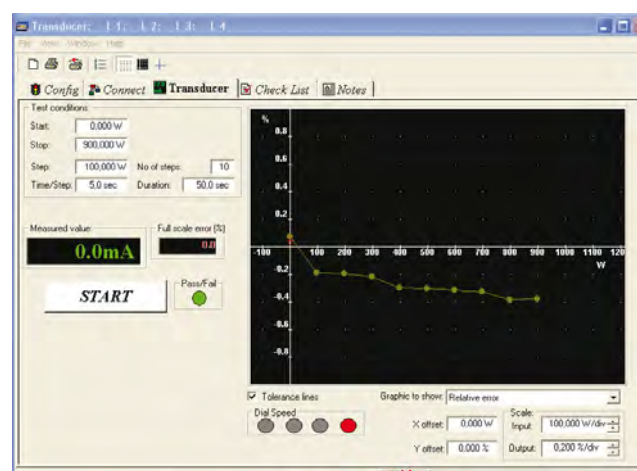 Transducer: L 1: L 2: L 3: L 4
File View Window Help
Config Connect Transducer Check List Notes
Test conditions
Start: 0,000 W
Stop: 900,000 W
Step: 100,000 W No of steps: 10
Time/Step: 5.0 sec Duration: 50,0 sec
Measured value: Full scale error (%)
0.0mA 0.0
START Pass/Fail
%
0.8
0.6
0.4
0.2
-100 100 200 300 400 500 600 700 800 900 1000 1100 120
W
-0.2
-0.4
-0.6
-0.8
Tolerance lines Graphic to show: Relative error
Dial Speed Scale:
X offset: 0,000 W Input: 100,000 W/div
Y offset: 0,000 % Output: 0,200 %/div